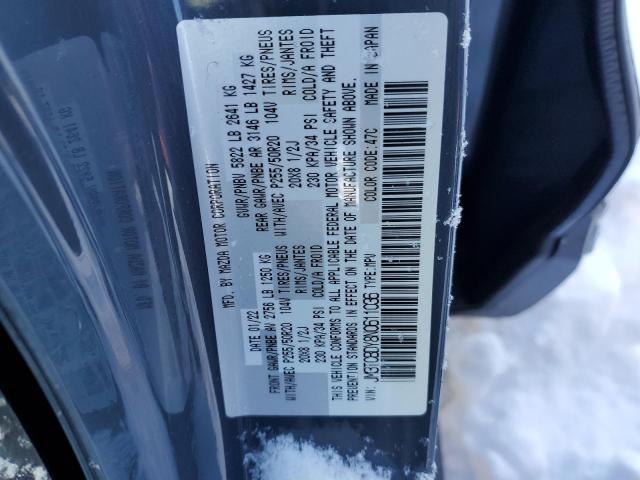 MFD. BY MAZDA MOTOR CORPORATION
DATE 01/22 GVWR/PNBV 5822 LB 2641 KG
FRONT GAWR/PNBE AV 2756 LB 1250 KG REAR GAWR/PNBE AR 3146 LB 1427 KG
WITH/AVEC P255/50R20 104V TIRES/PNEUS WITH/AVEC P255/50R20 104V TIRES/PNEUS
20X8 1/2J RIMS/JANTES 20X8 1/2J RIMS/JANTES
230 KPA/34 PSI COLD/A FROID 230 KPA/34 PSI COLD/A FROID
THIS VEHICLE CONFORMS TO ALL APPLICABLE FEDERAL MOTOR VEHICLE SAFETY AND THEFT
PREVENTION STANDARDS IN EFFECT ON THE DATE OF MANUFACTURE SHOWN ABOVE.
TYPE: MPV COLOR CODE: 47C MADE IN JAPAN
VIN: JM3TCBDY8N0611C36